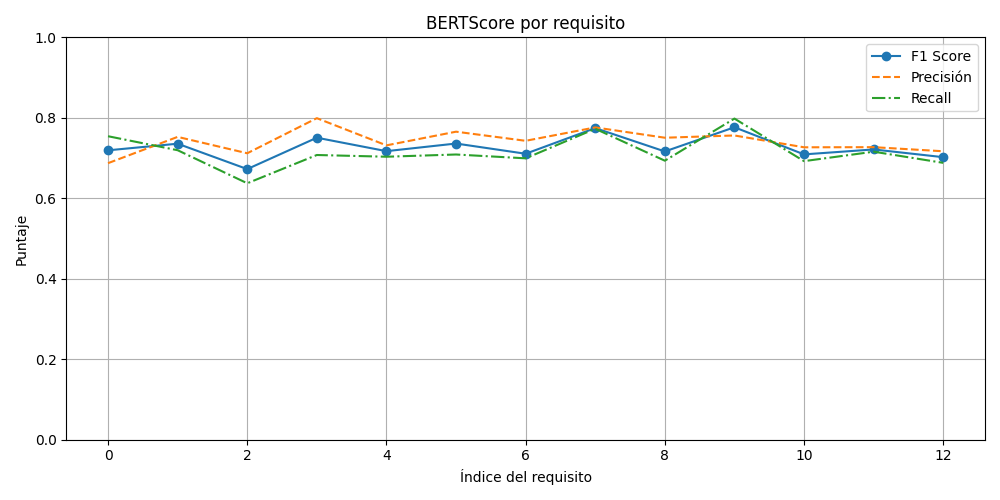 BERTScore por requisito
1.0
0.8
0.6
0.4
0.2
0.0
Puntaje
F1 Score
Precisión
Recall
0 2 4 6 8 10 12
Índice del requisito